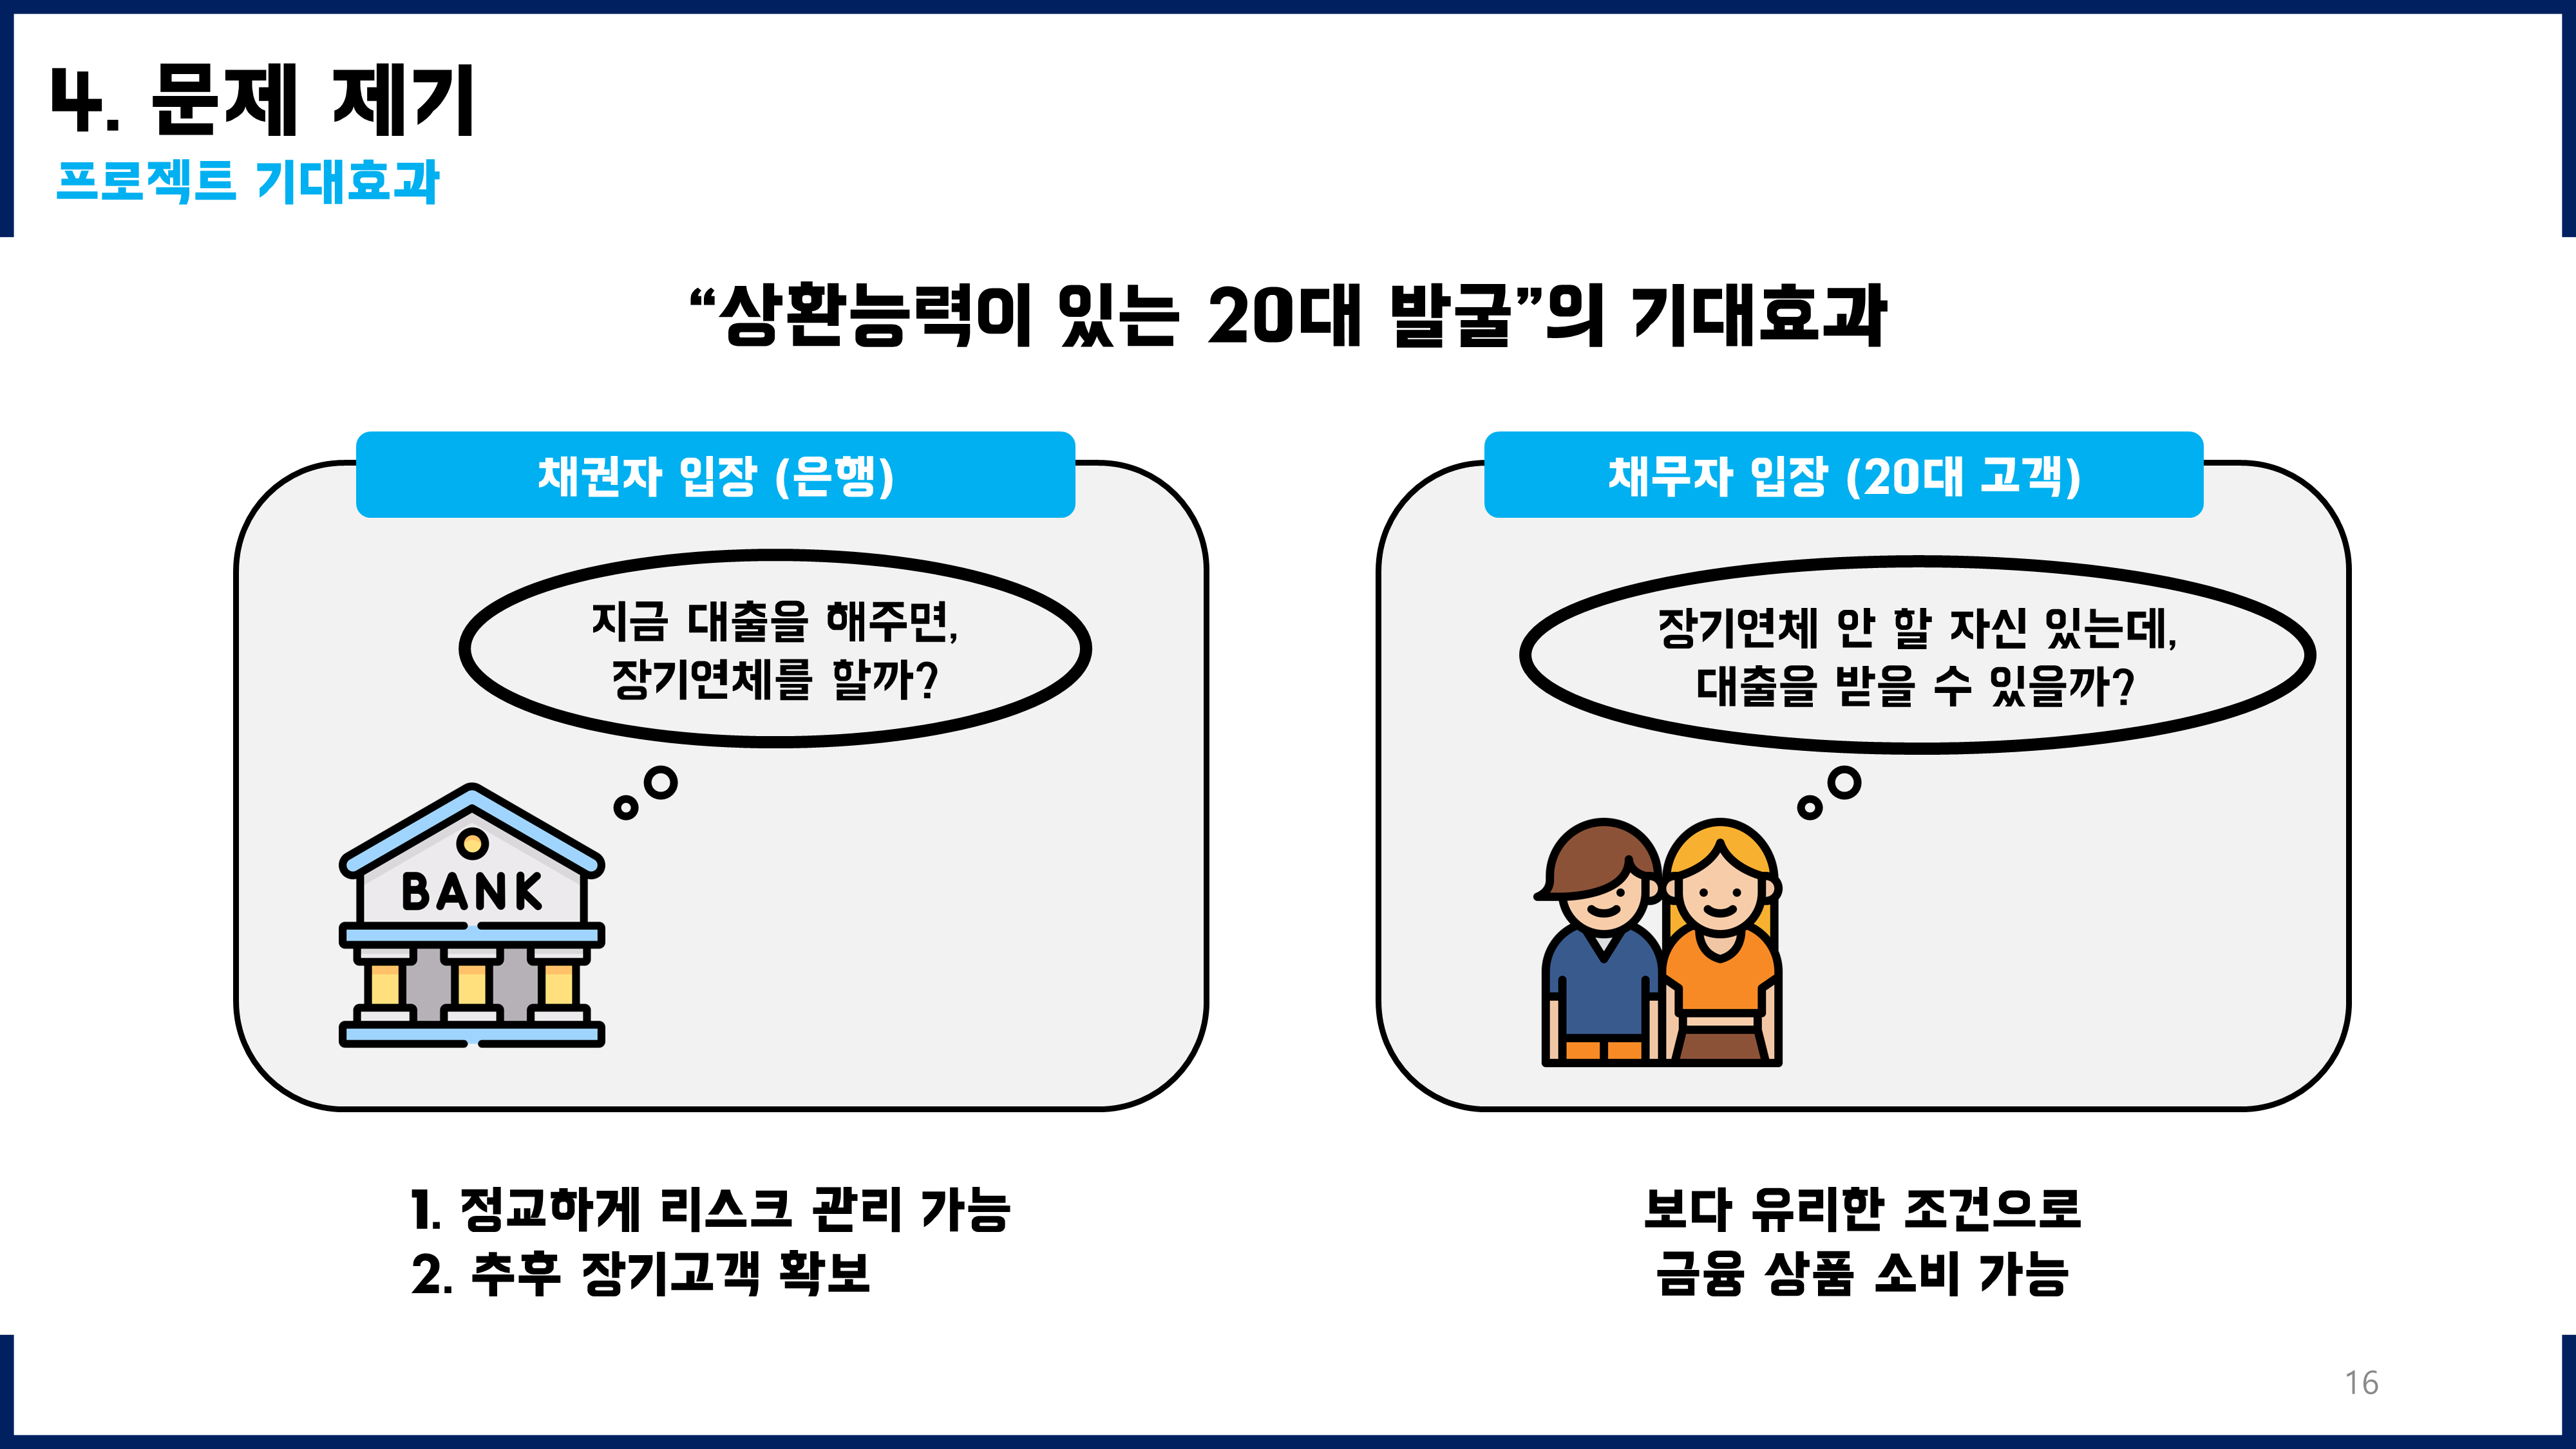 4. 문제 제기
프로젝트 기대효과
“상환능력이 있는 20대 발굴”의 기대효과
채권자 입장 (은행)
지금 대출을 해주면,
장기연체를 할까?
BANK
1. 정교하게 리스크 관리 가능
2. 추후 장기고객 확보
채무자 입장 (20대 고객)
장기연체 안 할 자신 있는데,
대출을 받을 수 있을까?
보다 유리한 조건으로
금융 상품 소비 가능
16